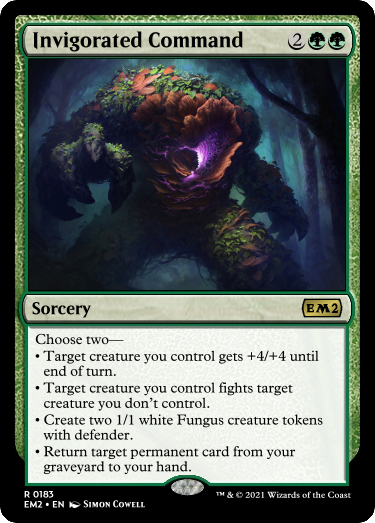 Invigorated Command 2
Sorcery EM2
Choose two—
• Target creature you control gets +4/+4 until
end of turn.
• Target creature you control fights target
creature you don't control.
• Create two 1/1 white Fungus creature tokens
with defender.
• Return target permanent card from your
graveyard to your hand.
R 0183
EM2 • EN Simon Cowell
™ & © 2021 Wizards of the Coast